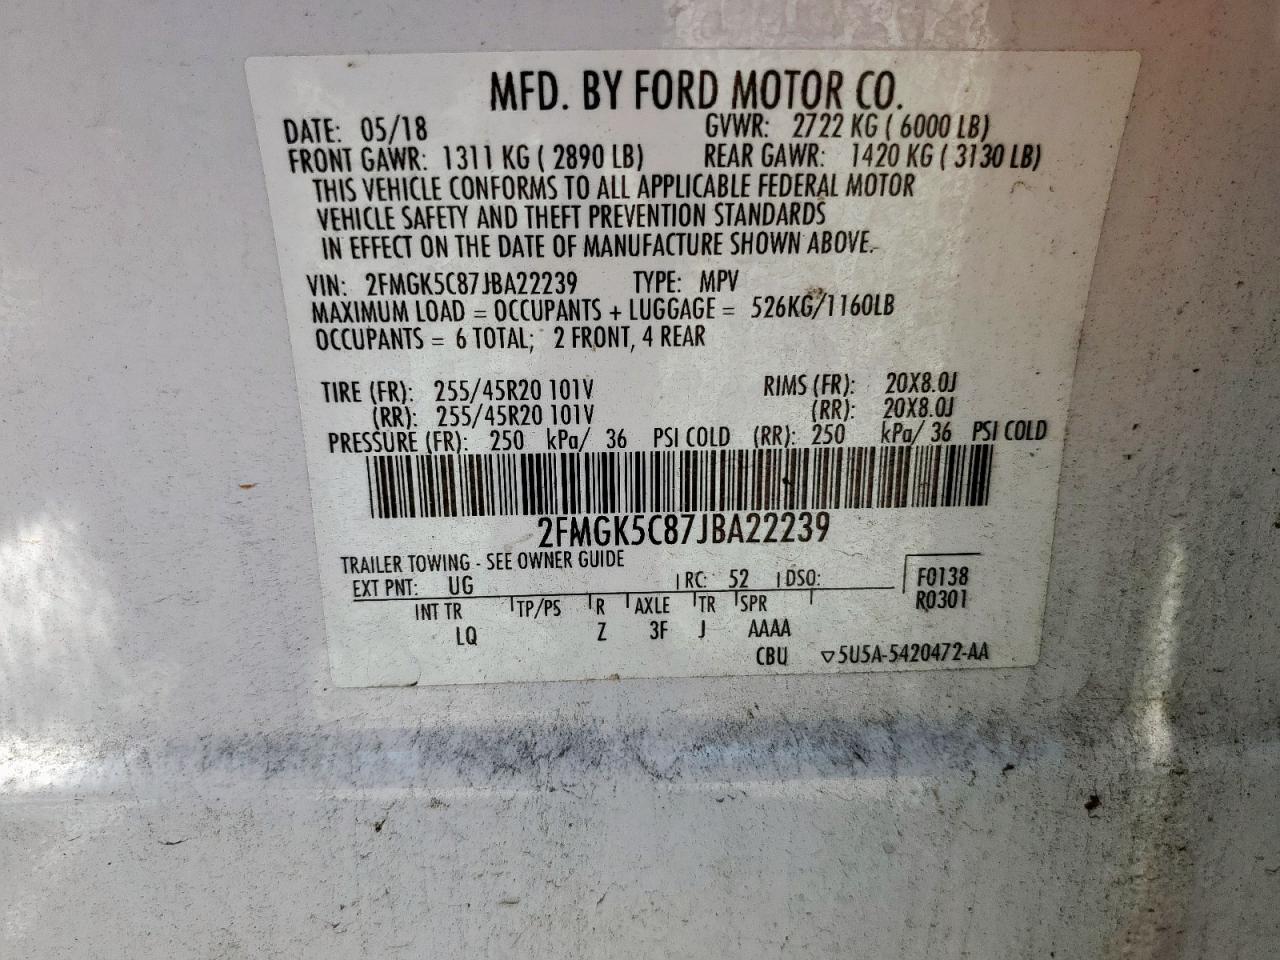 MFD. BY FORD MOTOR CO.
DATE: 05/18 GVWR: 2722 KG ( 6000 LB)
FRONT GAWR: 1311 KG ( 2890 LB) REAR GAWR: 1420 KG ( 3130 LB)
THIS VEHICLE CONFORMS TO ALL APPLICABLE FEDERAL MOTOR
VEHICLE SAFETY AND THEFT PREVENTION STANDARDS
IN EFFECT ON THE DATE OF MANUFACTURE SHOWN ABOVE.
VIN: 2FMGK5C87JBA22239 TYPE: MPV
MAXIMUM LOAD = OCCUPANTS + LUGGAGE = 526KG/1160LB
OCCUPANTS = 6 TOTAL; 2 FRONT, 4 REAR
TIRE (FR): 255/45R20 101V RIMS (FR): 20X8.0J
(RR): 255/45R20 101V (RR): 20X8.0J
PRESSURE (FR): 250 kPa/ 36 PSI COLD (RR): 250 kPa/ 36 PSI COLD
2FMGK5C87JBA22239
TRAILER TOWING - SEE OWNER GUIDE
EXT PNT: UG RC: 52 DSO: F0138
INT TR TP/PS R AXLE TR SPR R0301
LQ Z 3F J AAAA
CBU ▽5U5A-5420472-AA